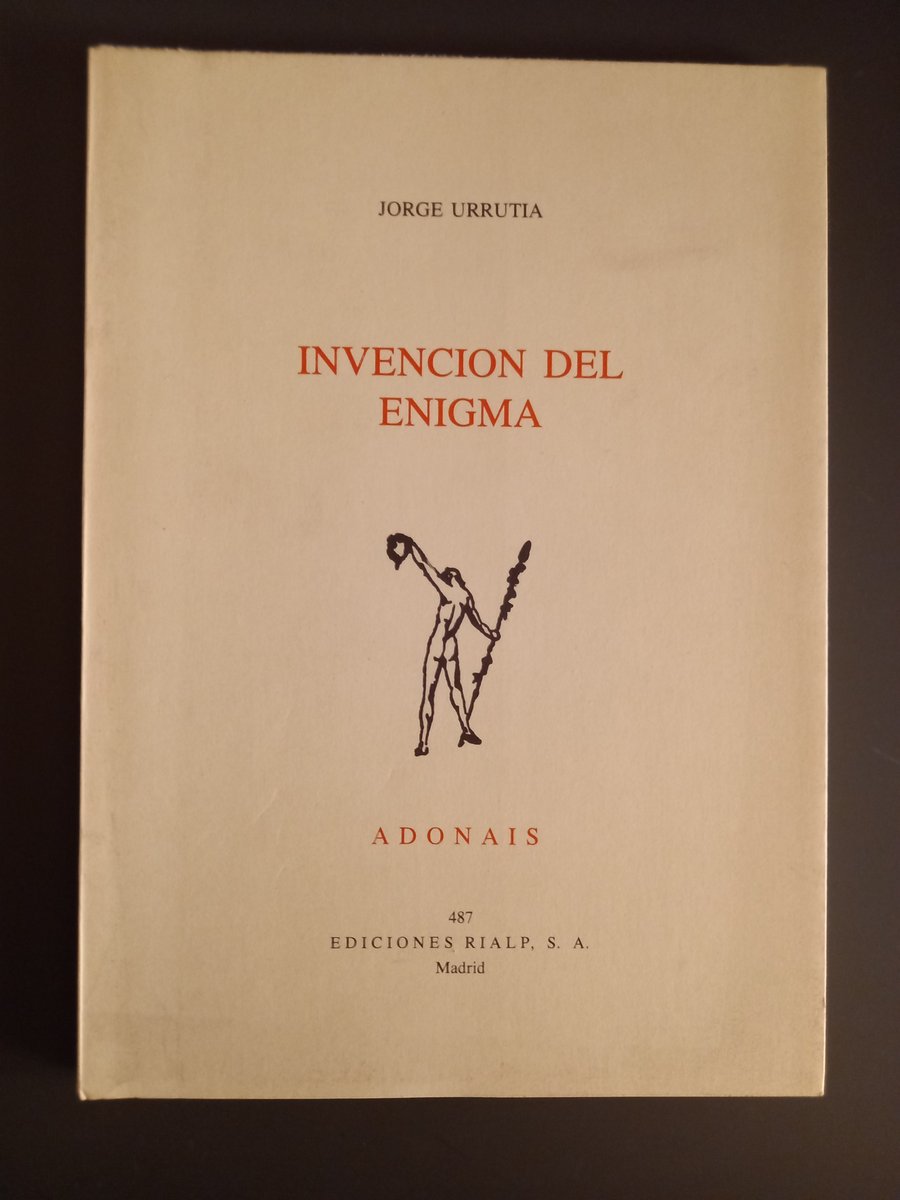 JORGE URRUTIA
INVENCION DEL
ENIGMA
ADONAIS
487
EDICIONES RIALP, S. A.
Madrid